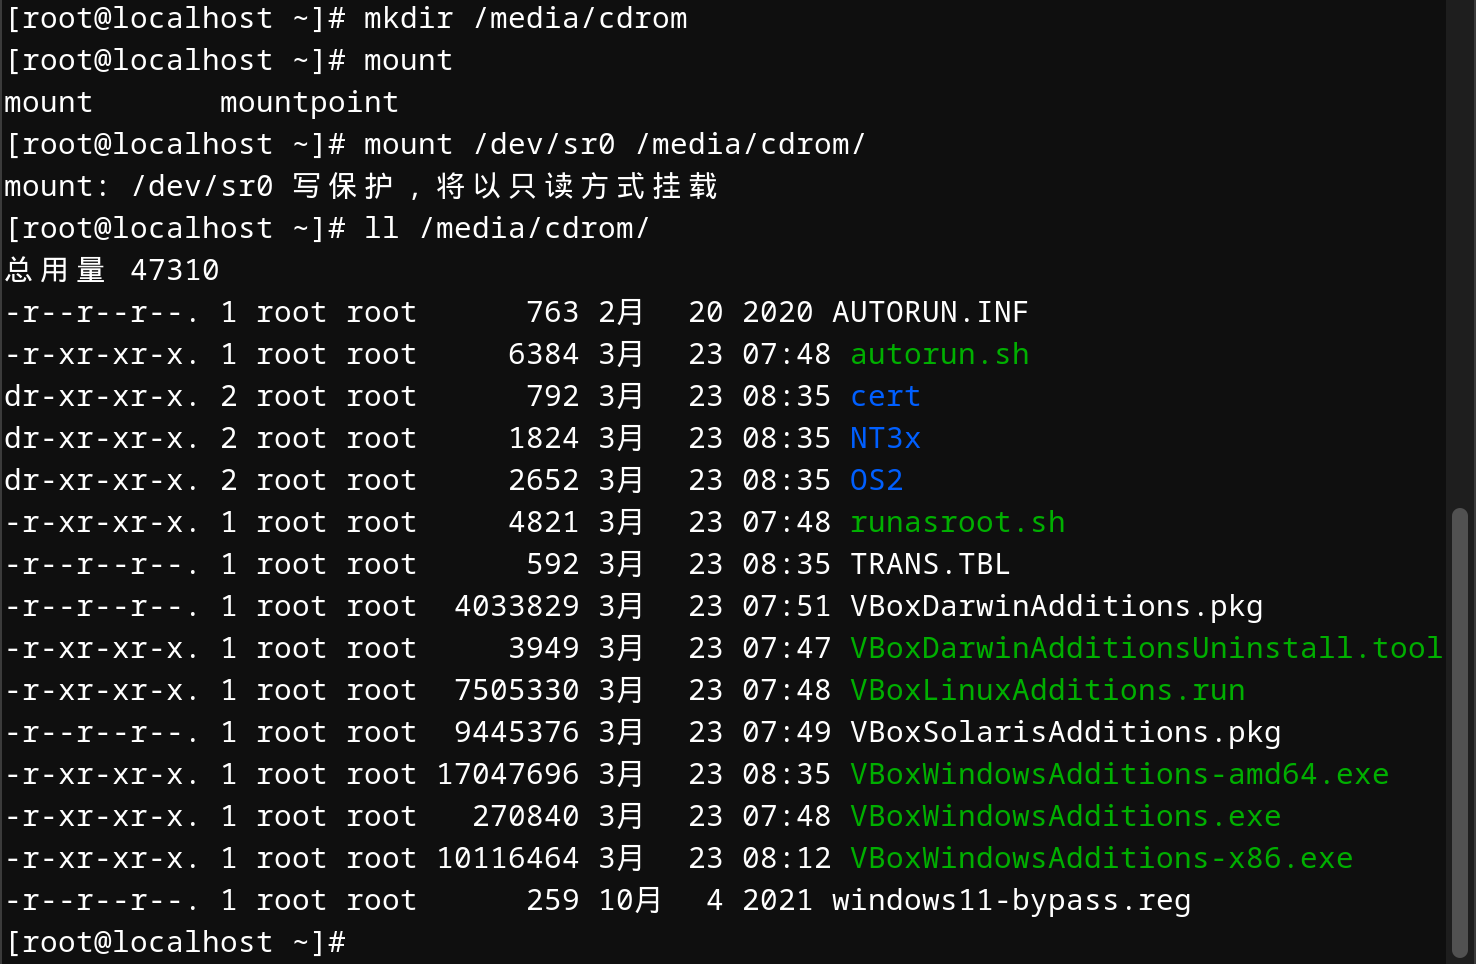 [root@localhost ~]# mkdir /media/cdrom
[root@localhost ~]# mount
mount       mountpoint
[root@localhost ~]# mount /dev/sr0 /media/cdrom/
mount: /dev/sr0 写保护，将以只读方式挂载
[root@localhost ~]# ll /media/cdrom/
总用量 47310
-r--r--r--. 1 root root      763 2月  20 2020 AUTORUN.INF
-r-xr-xr-x. 1 root root     6384 3月  23 07:48 autorun.sh
dr-xr-xr-x. 2 root root      792 3月  23 08:35 cert
dr-xr-xr-x. 2 root root     1824 3月  23 08:35 NT3x
dr-xr-xr-x. 2 root root     2652 3月  23 08:35 OS2
-r-xr-xr-x. 1 root root     4821 3月  23 07:48 runasroot.sh
-r--r--r--. 1 root root      592 3月  23 08:35 TRANS.TBL
-r--r--r--. 1 root root  4033829 3月  23 07:51 VBoxDarwinAdditions.pkg
-r-xr-xr-x. 1 root root     3949 3月  23 07:47 VBoxDarwinAdditionsUninstall.tool
-r-xr-xr-x. 1 root root  7505330 3月  23 07:48 VBoxLinuxAdditions.run
-r--r--r--. 1 root root  9445376 3月  23 07:49 VBoxSolarisAdditions.pkg
-r-xr-xr-x. 1 root root 17047696 3月  23 08:35 VBoxWindowsAdditions-amd64.exe
-r-xr-xr-x. 1 root root   270840 3月  23 07:48 VBoxWindowsAdditions.exe
-r-xr-xr-x. 1 root root 10116464 3月  23 08:12 VBoxWindowsAdditions-x86.exe
-r--r--r--. 1 root root      259 10月  4 2021 windows11-bypass.reg
[root@localhost ~]#